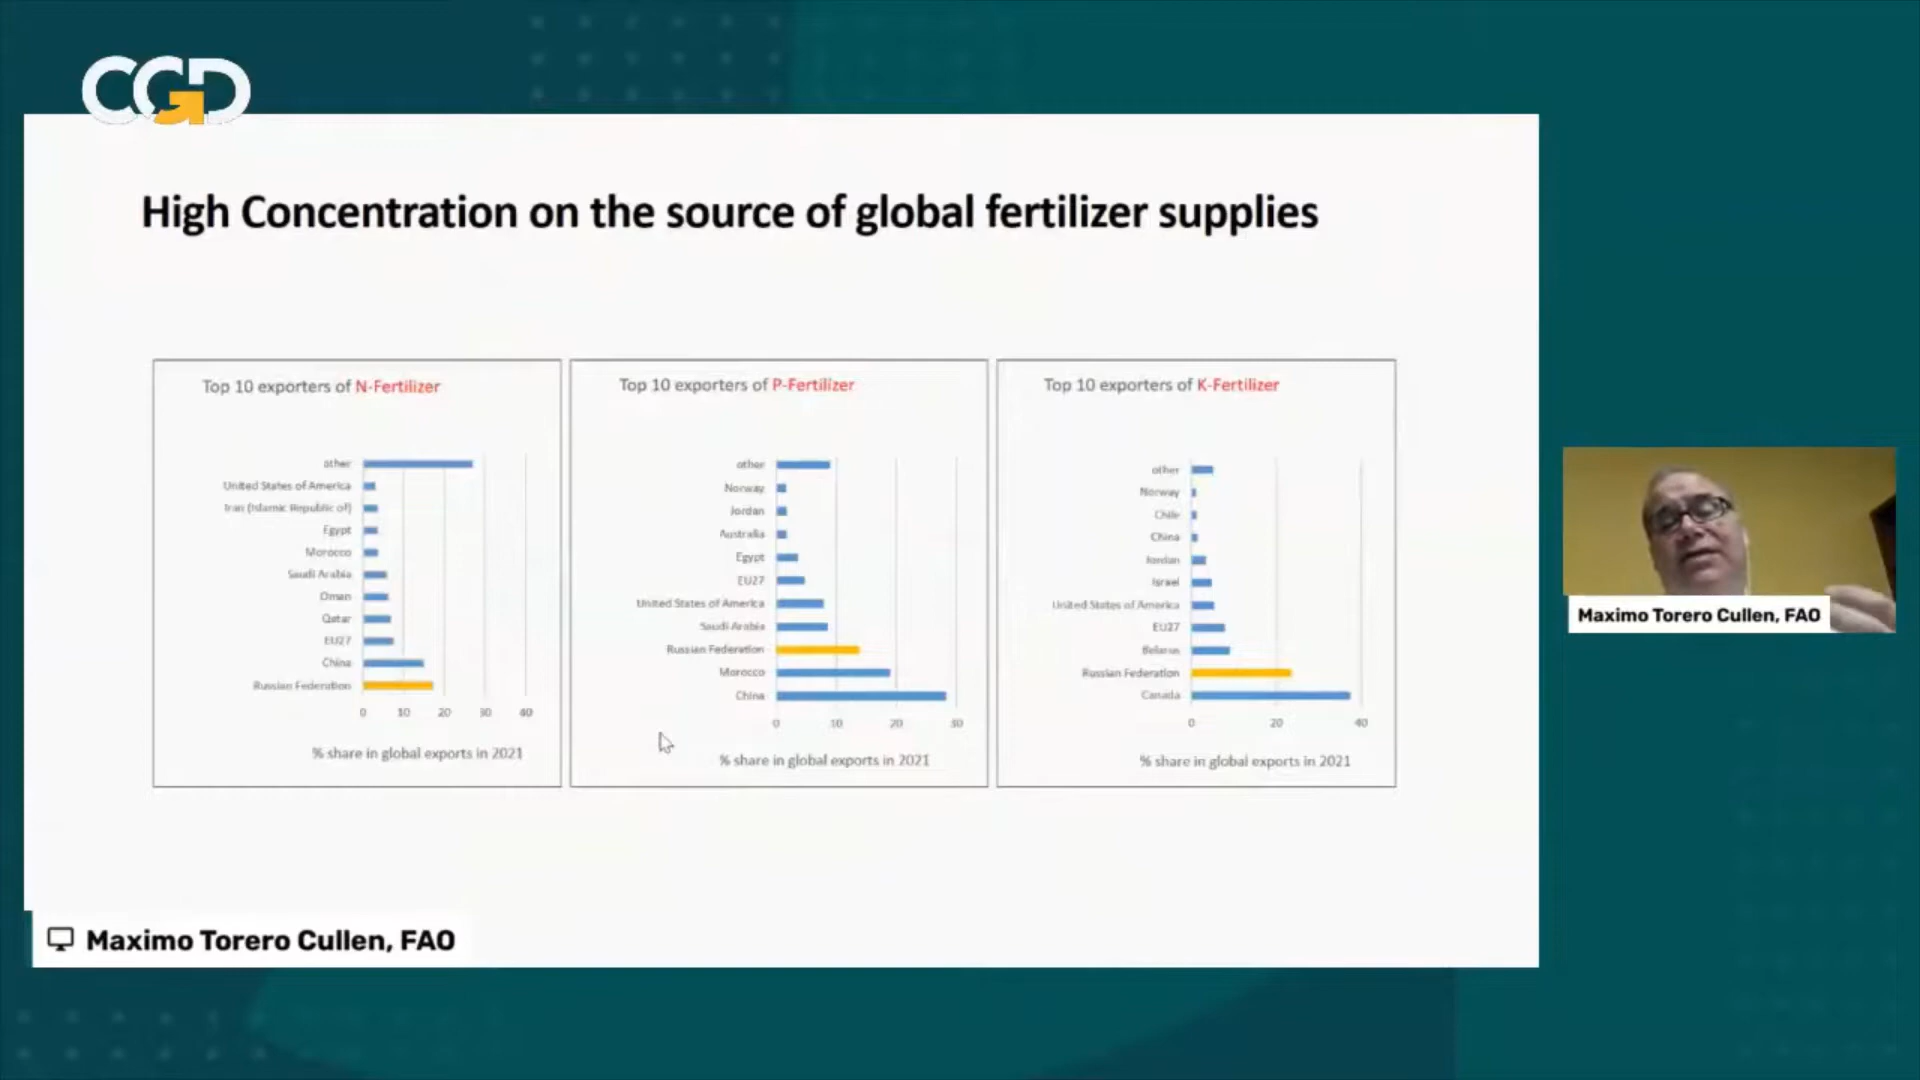 CGD
High Concentration on the source of global fertilizer supplies
Top 10 exporters of N-Fertilizer
other
United States of America
Iran (Islamic Republic of)
Egypt
Morocco
Saudi Arabia
Oman
Qatar
EU27
China
Russian Federation
0 10 20 30 40
% share in global exports in 2021
Top 10 exporters of P-Fertilizer
other
Norway
Jordan
Australia
Egypt
EU27
United States of America
Saudi Arabia
Russian Federation
Morocco
China
0 10 20 30
% share in global exports in 2021
Top 10 exporters of K-Fertilizer
other
Norway
Chile
China
Jordan
Israel
United States of America
EU27
Belarus
Russian Federation
Canada
0 20 40
% share in global exports in 2021
Maximo Torero Cullen, FAO
Maximo Torero Cullen, FAO